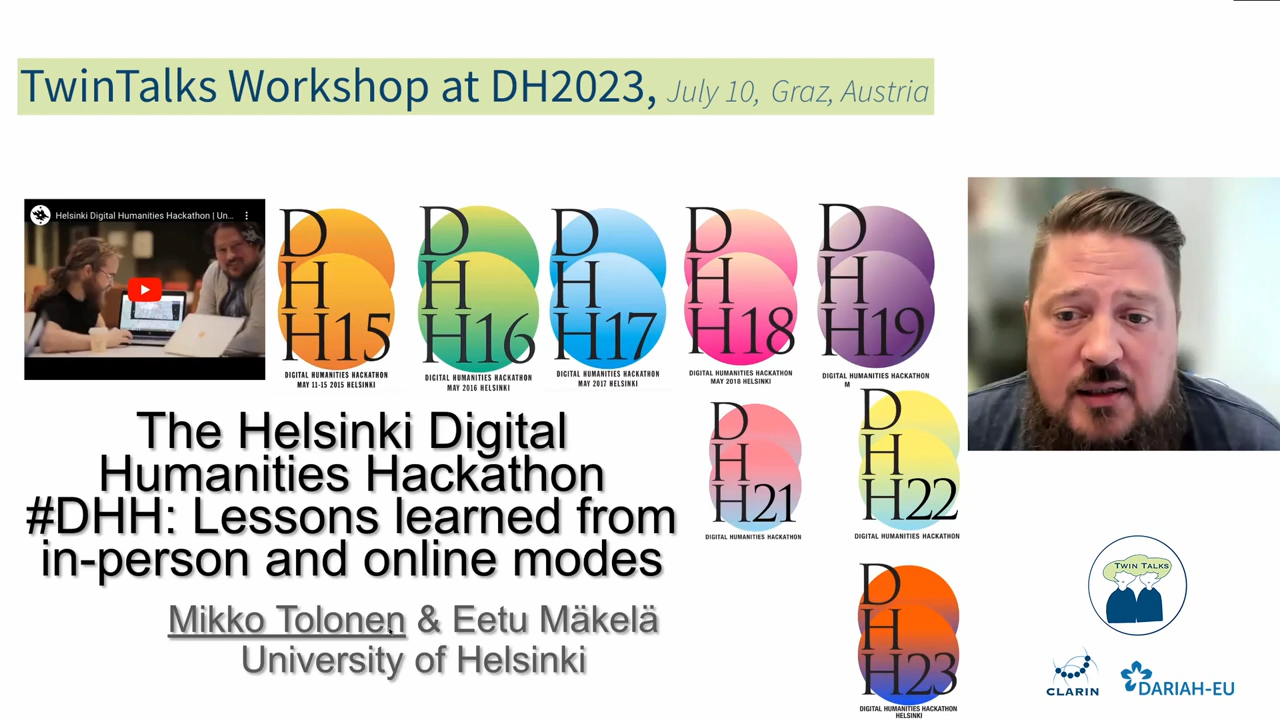 TwinTalks Workshop at DH2023, July 10, Graz, Austria
Helsinki Digital Humanities Hackathon | Un...
D
H
H15
DIGITAL HUMANITIES HACKATHON
MAY 11-15 2015 HELSINKI
D
H
H16
DIGITAL HUMANITIES HACKATHON
MAY 2016 HELSINKI
D
H
H17
DIGITAL HUMANITIES HACKATHON
MAY 2017 HELSINKI
D
H
H18
DIGITAL HUMANITIES HACKATHON
MAY 2018 HELSINKI
D
H
H19
DIGITAL HUMANITIES HACKATHON
M
The Helsinki Digital
Humanities Hackathon
#DHH: Lessons learned from
in-person and online modes
Mikko Tolonen & Eetu Mäkelä
University of Helsinki
D
H
H21
DIGITAL HUMANITIES HACKATHON
D
H
H22
DIGITAL HUMANITIES HACKATHON
D
H
H23
DIGITAL HUMANITIES HACKATHON
HELSINKI
TWIN TALKS
CLARIN
DARIAH-EU